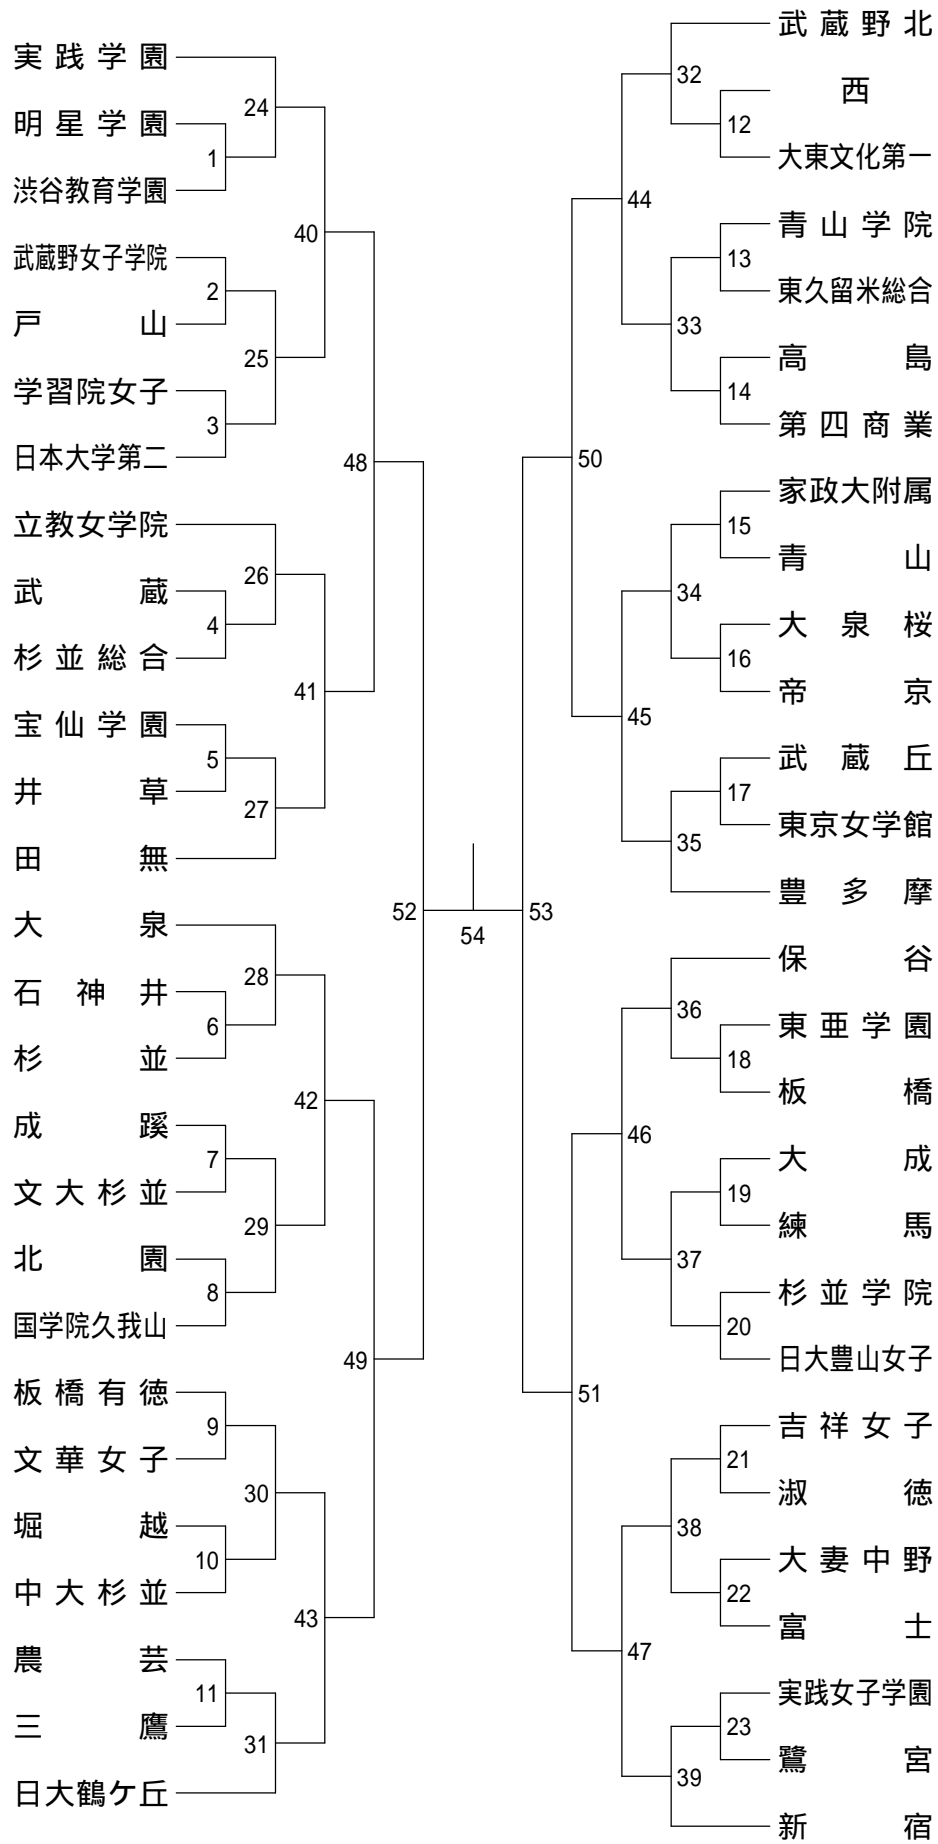 実践学園
明星学園
渋谷教育学園
武蔵野女子学院
戸山
学習院女子
日本大学第二
立教女学院
武蔵
杉並総合
宝仙学園
井草
田無
大泉
石神井
杉並
成蹊
文大杉並
北園
国学院久我山
板橋有徳
文華女子
堀越
中大杉並
農芸
三鷹
日大鶴ケ丘
24
1
40
2
25
3
48
26
4
41
5
27
52
28
6
42
7
29
8
49
9
30
10
43
11
31
54
53
50
44
32
12
33
13
14
45
34
15
16
35
17
51
46
36
18
37
19
20
47
38
21
22
39
23
武蔵野北
西
大東文化第一
青山学院
東久留米総合
高島
第四商業
家政大附属
青山
大泉桜
帝京
武蔵丘
東京女学館
豊多摩
保谷
東亜学園
板橋
大成
練馬
杉並学院
日大豊山女子
吉祥女子
淑徳
大妻中野
富士
実践女子学園
鷺宮
新宿